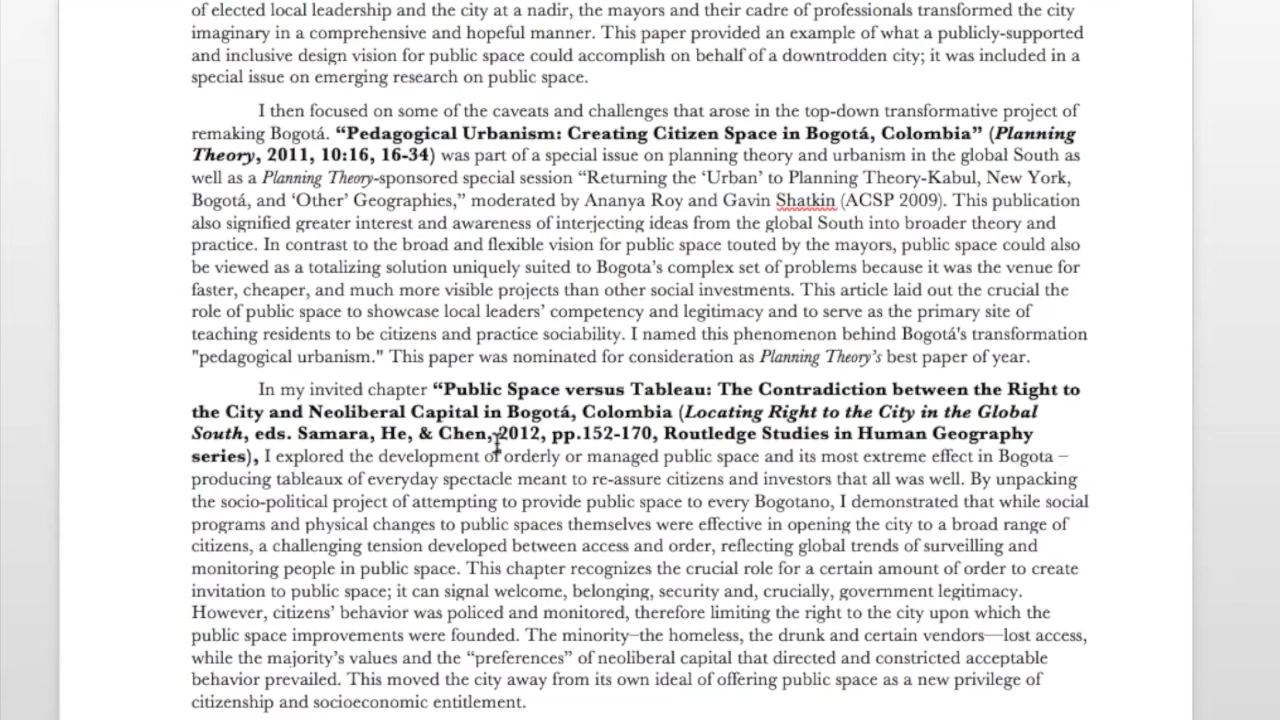 of elected local leadership and the city at a nadir, the mayors and their cadre of professionals transformed the city
imaginary in a comprehensive and hopeful manner. This paper provided an example of what a publicly-supported
and inclusive design vision for public space could accomplish on behalf of a downtrodden city; it was included in a
special issue on emerging research on public space.
I then focused on some of the caveats and challenges that arose in the top-down transformative project of
remaking Bogotá. “Pedagogical Urbanism: Creating Citizen Space in Bogotá, Colombia” (Planning
Theory, 2011, 10:16, 16-34) was part of a special issue on planning theory and urbanism in the global South as
well as a Planning Theory-sponsored special session “Returning the ‘Urban’ to Planning Theory-Kabul, New York,
Bogotá, and ‘Other’ Geographies,” moderated by Ananya Roy and Gavin Shatkin (ACSP 2009). This publication
also signified greater interest and awareness of interjecting ideas from the global South into broader theory and
practice. In contrast to the broad and flexible vision for public space touted by the mayors, public space could also
be viewed as a totalizing solution uniquely suited to Bogota’s complex set of problems because it was the venue for
faster, cheaper, and much more visible projects than other social investments. This article laid out the crucial the
role of public space to showcase local leaders’ competency and legitimacy and to serve as the primary site of
teaching residents to be citizens and practice sociability. I named this phenomenon behind Bogotá's transformation
"pedagogical urbanism." This paper was nominated for consideration as Planning Theory’s best paper of year.
In my invited chapter “Public Space versus Tableau: The Contradiction between the Right to
the City and Neoliberal Capital in Bogotá, Colombia (Locating Right to the City in the Global
South, eds. Samara, He, & Chen, 2012, pp.152-170, Routledge Studies in Human Geography
series), I explored the development of orderly or managed public space and its most extreme effect in Bogota –
producing tableaux of everyday spectacle meant to re-assure citizens and investors that all was well. By unpacking
the socio-political project of attempting to provide public space to every Bogotano, I demonstrated that while social
programs and physical changes to public spaces themselves were effective in opening the city to a broad range of
citizens, a challenging tension developed between access and order, reflecting global trends of surveilling and
monitoring people in public space. This chapter recognizes the crucial role for a certain amount of order to create
invitation to public space; it can signal welcome, belonging, security and, crucially, government legitimacy.
However, citizens’ behavior was policed and monitored, therefore limiting the right to the city upon which the
public space improvements were founded. The minority–the homeless, the drunk and certain vendors—lost access,
while the majority’s values and the “preferences” of neoliberal capital that directed and constricted acceptable
behavior prevailed. This moved the city away from its own ideal of offering public space as a new privilege of
citizenship and socioeconomic entitlement.